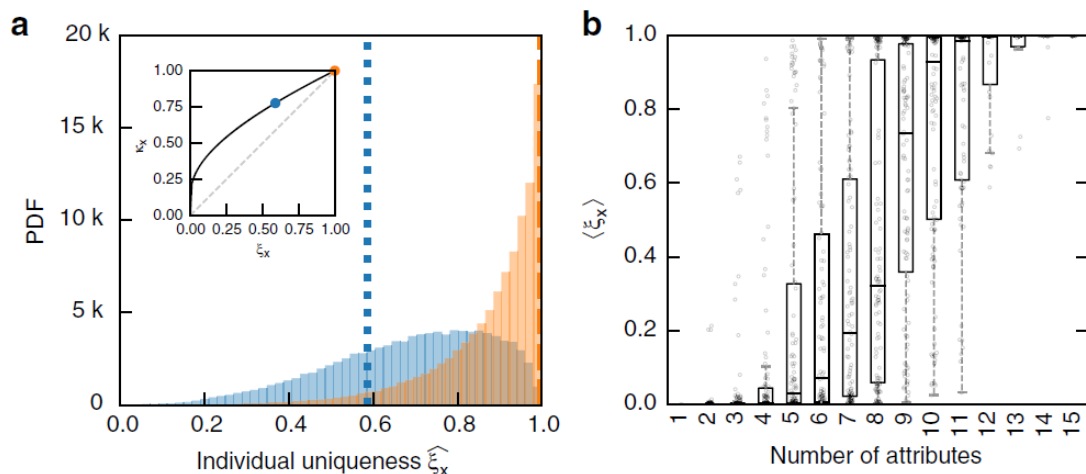 a
20 k
15 k
10 k
5 k
0
PDF
0.0 0.2 0.4 0.6 0.8 1.0
Individual uniqueness ξ̂x
1.00
0.75
0.50
0.25
0.00
κx
0.00 0.25 0.50 0.75 1.00
ξx
b
1.0
0.8
0.6
0.4
0.2
0.0
⟨ξx⟩
1 2 3 4 5 6 7 8 9 10 11 12 13 14 15
Number of attributes